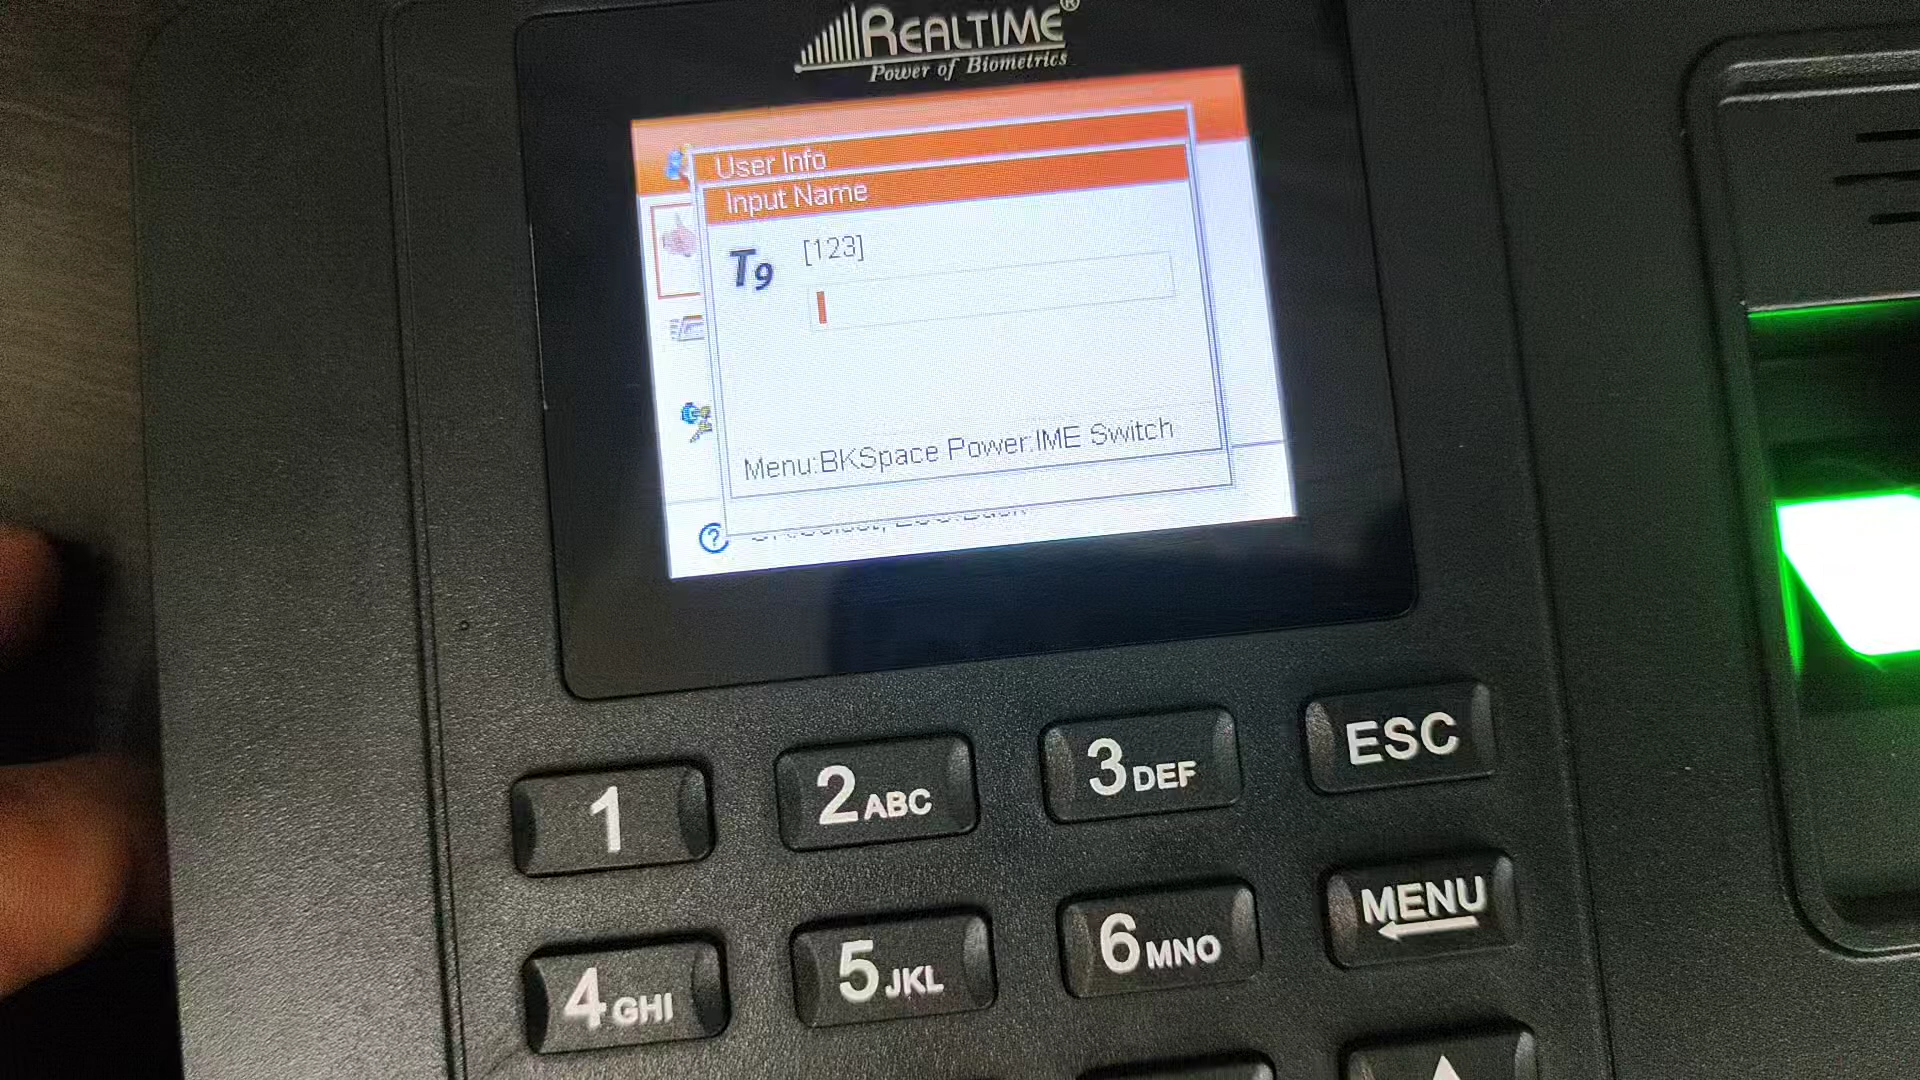 REALTIME®
Power of Biometrics
User Info
Input Name
T9
[123]
Menu:BKSpace Power:IME Switch
?
1
2 ABC
3 DEF
ESC
4 GHI
5 JKL
6 MNO
MENU